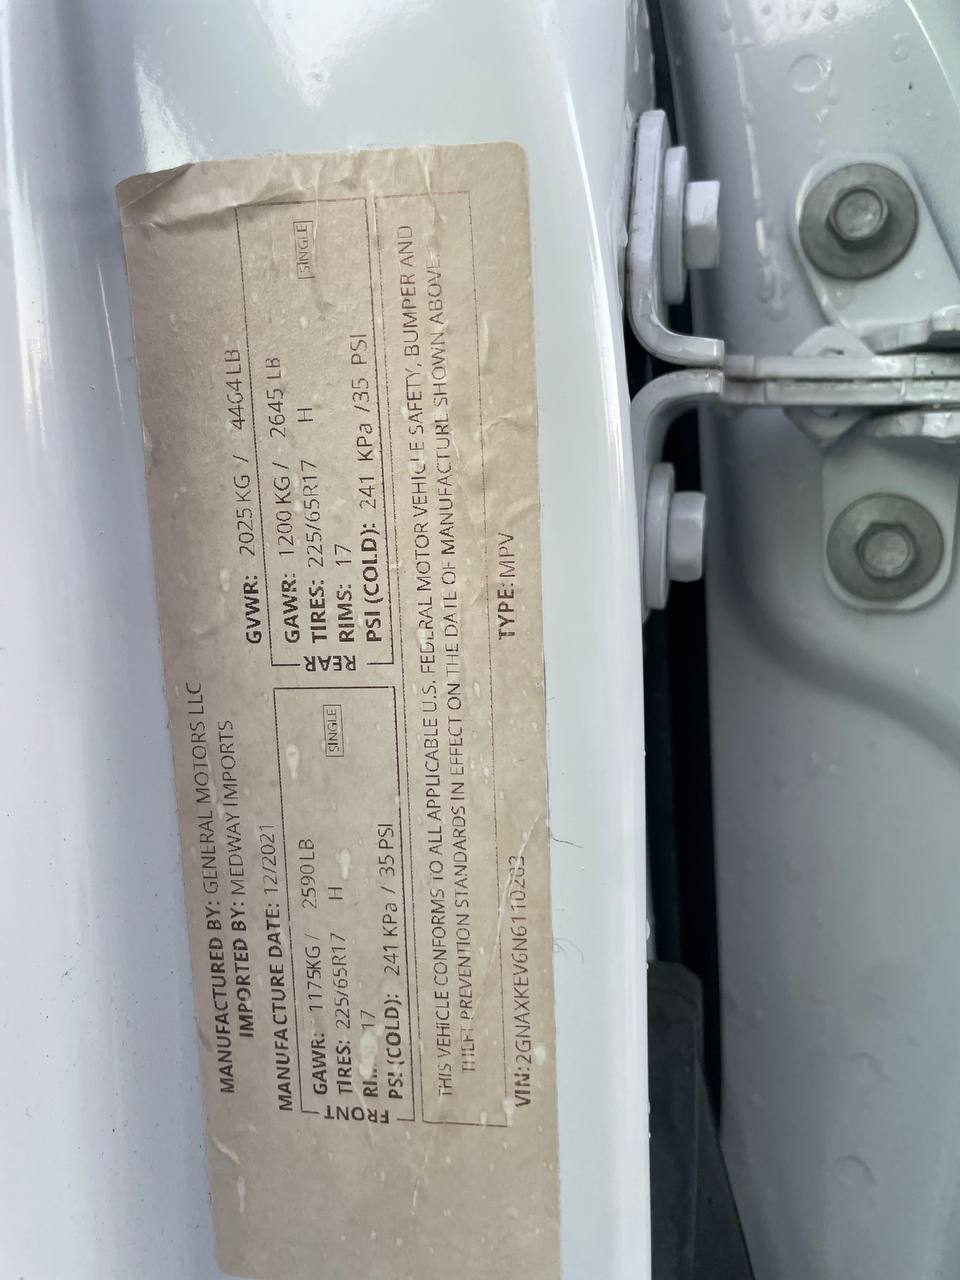 MANUFACTURED BY: GENERAL MOTORS LLC
IMPORTED BY: MEDWAY IMPORTS
MANUFACTURE DATE: 12/2021
GVWR: 2025 KG / 4464 LB
FRONT
GAWR: 1175KG / 2590LB
TIRES: 225/65R17 H SINGLE
17
PSI (COLD): 241 KPa / 35 PSI
REAR
GAWR: 1200 KG / 2645 LB
TIRES: 225/65R17 H SINGLE
RIMS: 17
PSI (COLD): 241 KPa / 35 PSI
THIS VEHICLE CONFORMS TO ALL APPLICABLE U.S. FEDERAL MOTOR VEHICLE SAFETY, BUMPER AND
THEFT PREVENTION STANDARDS IN EFFECT ON THE DATE OF MANUFACTURE SHOWN ABOVE.
VIN: 2GNAXKEV6N6110203 TYPE: MPV